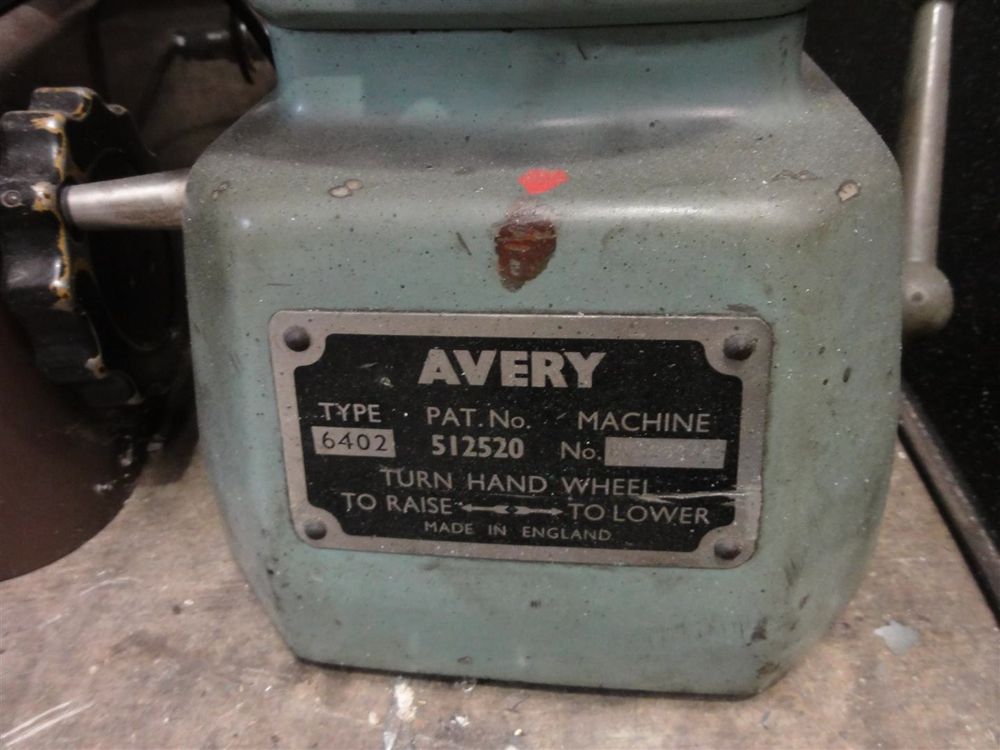 AVERY
TYPE PAT. No. MACHINE
6402 512520 No.
TURN HAND WHEEL
TO RAISE TO LOWER
MADE IN ENGLAND